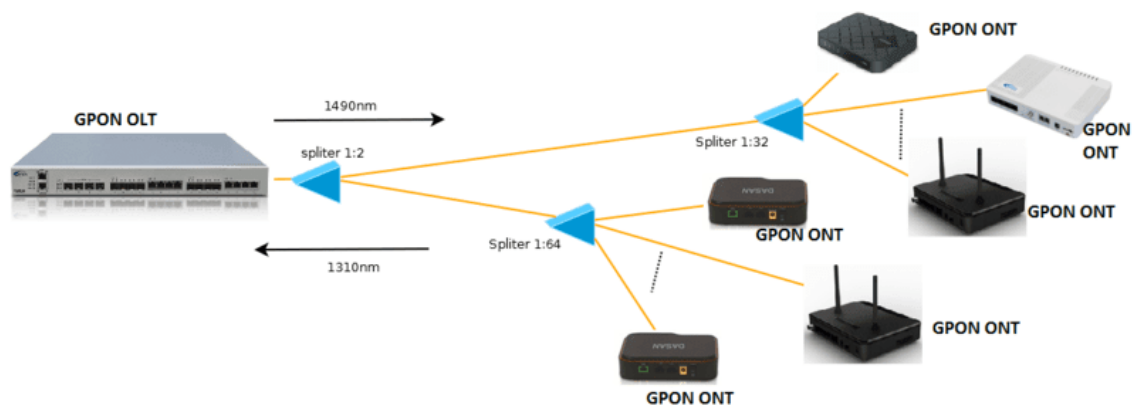 GPON ONT
1490nm
GPON OLT
spliter 1:2
Spliter 1:32
GPON
ONT
DASAN
GPON ONT
GPON ONT
Spliter 1:64
1310nm
GPON ONT
DASAN
GPON ONT